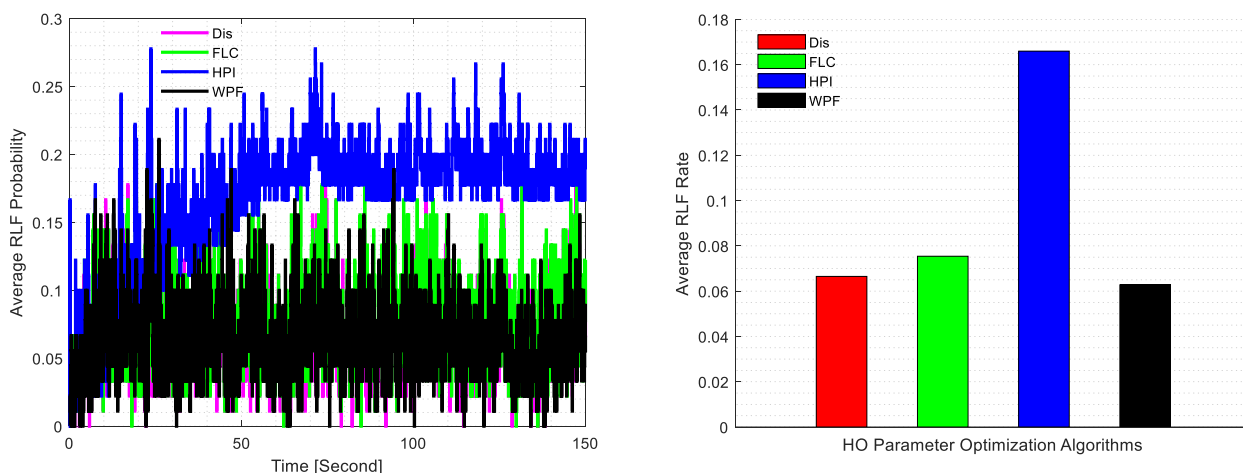 0.3
0.25
0.2
0.15
0.1
0.05
0
Average RLF Probability
Dis
FLC
HPI
WPF
0
50
100
150
Time [Second]
0.18
0.16
0.14
0.12
0.1
0.08
0.06
0.04
0.02
0
Average RLF Rate
Dis
FLC
HPI
WPF
HO Parameter Optimization Algorithms